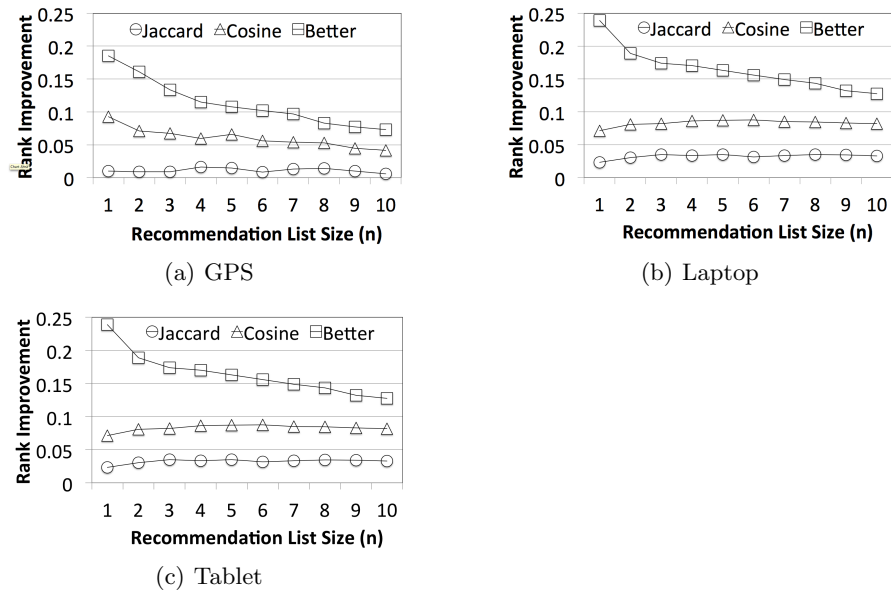 0.25
0.2
0.15
0.1
0.05
0
Rank Improvement
Jaccard Cosine Better
1 2 3 4 5 6 7 8 9 10
Recommendation List Size (n)
(a) GPS
0.25
0.2
0.15
0.1
0.05
0
Rank Improvement
Jaccard Cosine Better
1 2 3 4 5 6 7 8 9 10
Recommendation List Size (n)
(b) Laptop
0.25
0.2
0.15
0.1
0.05
0
Rank Improvement
Jaccard Cosine Better
1 2 3 4 5 6 7 8 9 10
Recommendation List Size (n)
(c) Tablet